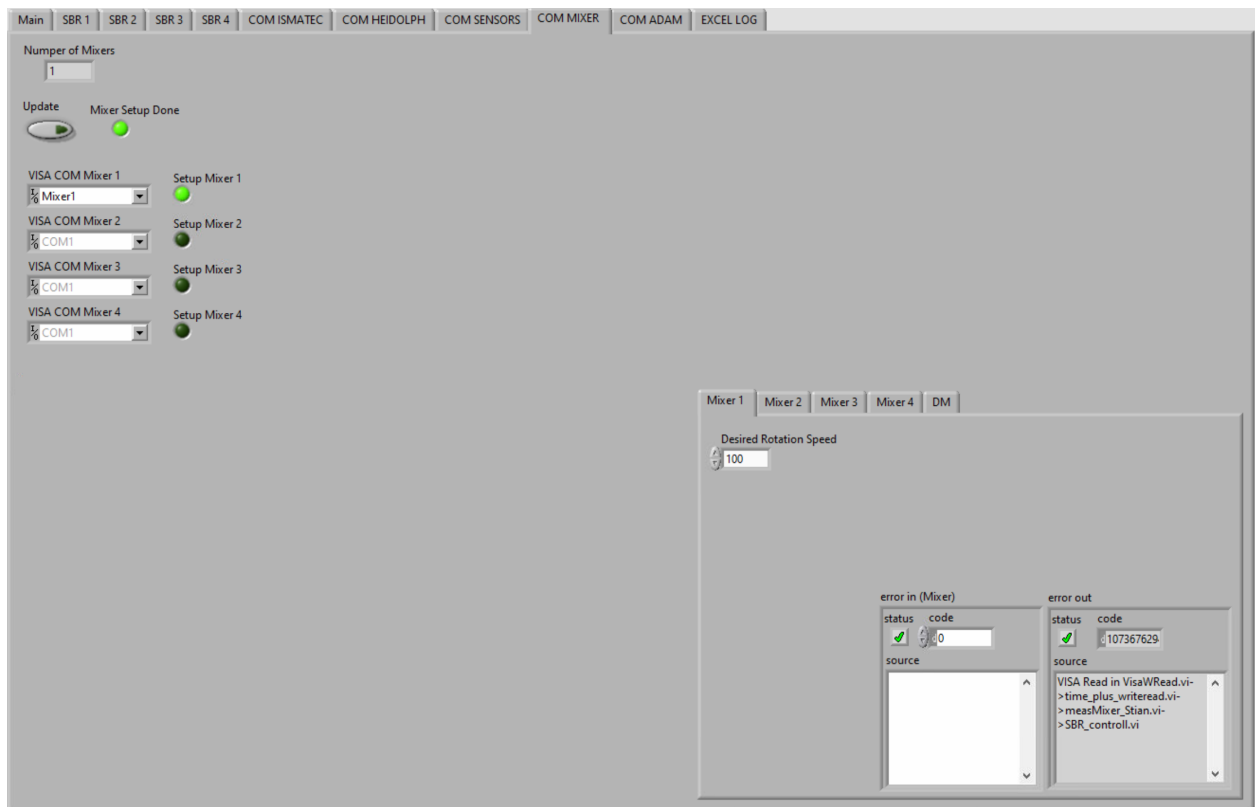 Main SBR 1 SBR 2 SBR 3 SBR 4 COM ISMATEC COM HEIDOLPH COM SENSORS COM MIXER COM ADAM EXCEL LOG
Numper of Mixers
1
Update Mixer Setup Done
VISA COM Mixer 1 Setup Mixer 1
Mixer1
VISA COM Mixer 2 Setup Mixer 2
COM1
VISA COM Mixer 3 Setup Mixer 3
COM1
VISA COM Mixer 4 Setup Mixer 4
COM1
Mixer 1 Mixer 2 Mixer 3 Mixer 4 DM
Desired Rotation Speed
100
error in (Mixer)
status code
0
source
error out
status code
107367629
source
VISA Read in VisaWRead.vi-
>time_plus_writeread.vi-
>measMixer_Stian.vi-
>SBR_controll.vi